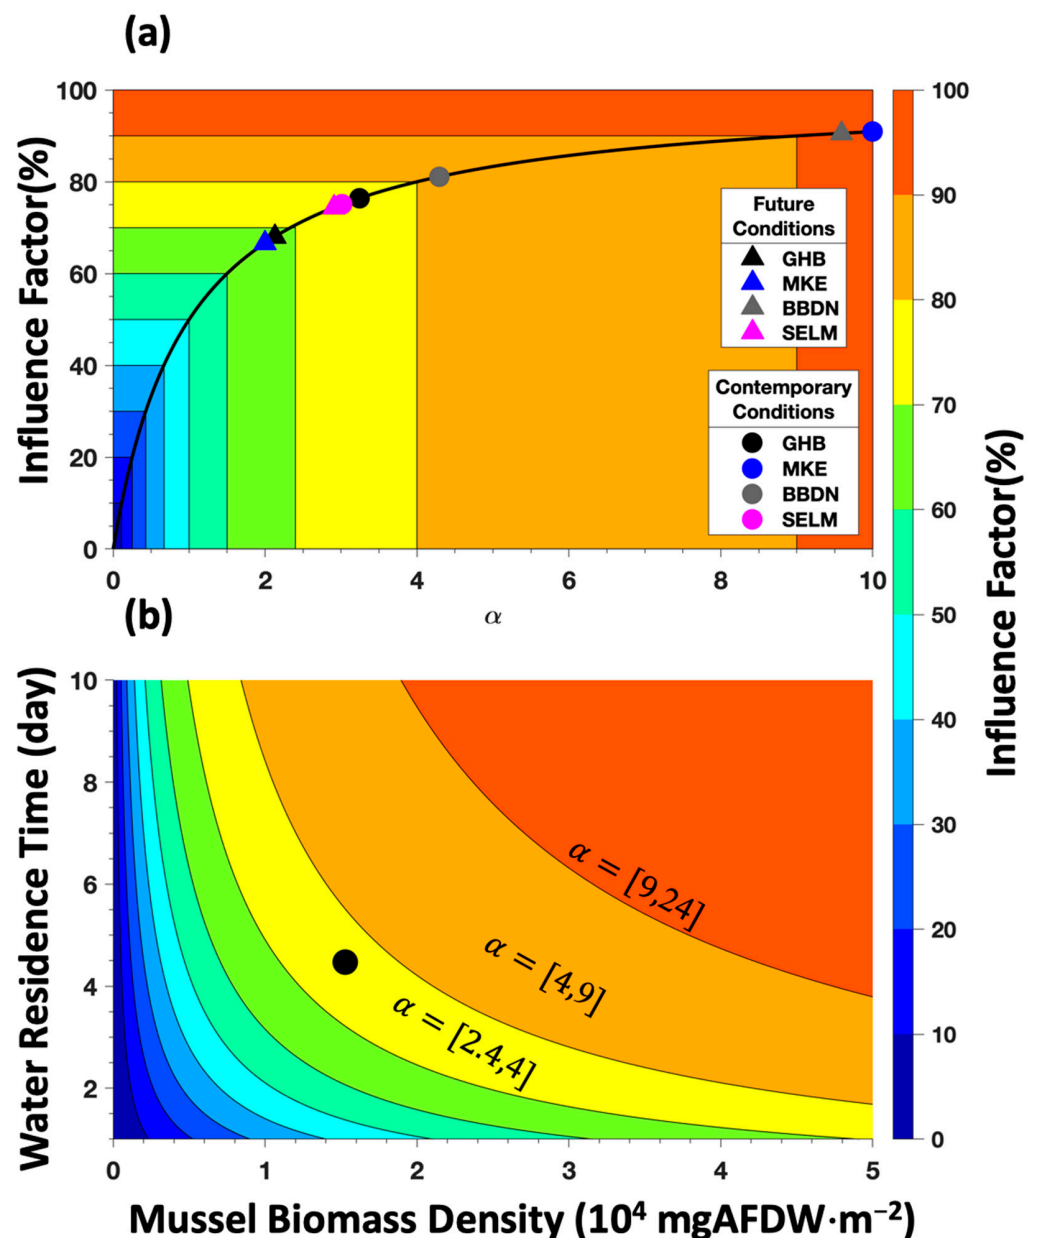 (a)
Influence Factor(%)
100
80
60
40
20
0
0 2 4 6 8 10
α
Future
Conditions
GHB
MKE
BBDN
SELM
Contemporary
Conditions
GHB
MKE
BBDN
SELM
100
90
80
70
60
50
40
30
20
10
0
Influence Factor(%)
(b)
Water Residence Time (day)
10
8
6
4
2
α = [9,24]
α = [4,9]
α = [2.4,4]
0 1 2 3 4 5
Mussel Biomass Density (10⁴ mgAFDW·m⁻²)